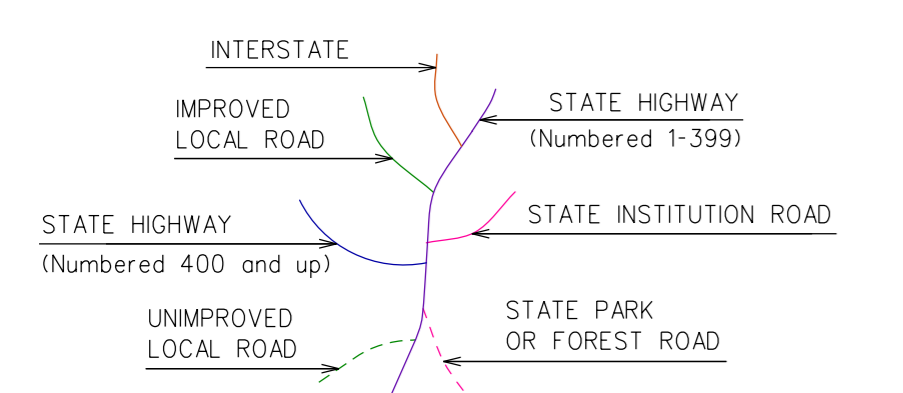 INTERSTATE
IMPROVED
LOCAL ROAD
STATE HIGHWAY
(Numbered 1-399)
STATE HIGHWAY
(Numbered 400 and up)
STATE INSTITUTION ROAD
UNIMPROVED
LOCAL ROAD
STATE PARK
OR FOREST ROAD